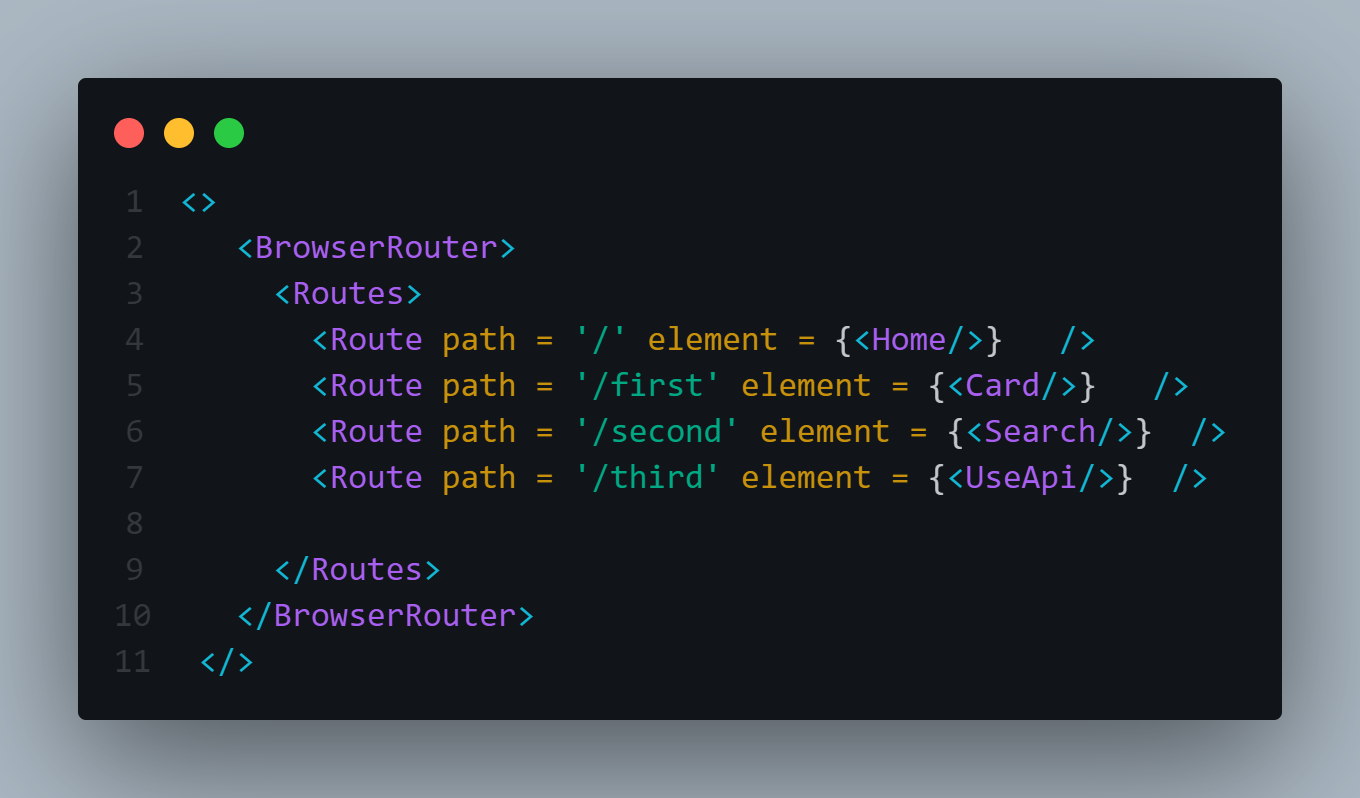 1 <>
2    <BrowserRouter>
3      <Routes>
4        <Route path = '/' element = {<Home/>}   />
5        <Route path = '/first' element = {<Card/>}   />
6        <Route path = '/second' element = {<Search/>}  />
7        <Route path = '/third' element = {<UseApi/>}  />
8
9      </Routes>
10    </BrowserRouter>
11  </>